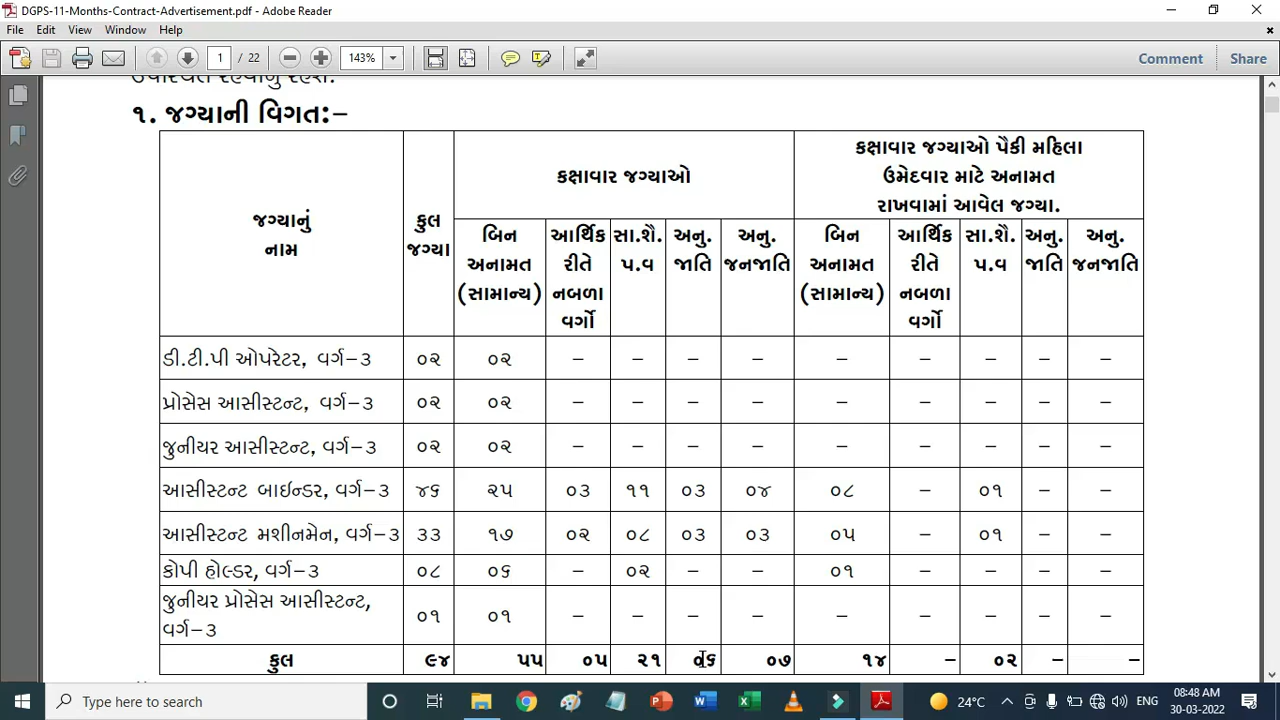 DGPS-11-Months-Contract-Advertisement.pdf - Adobe Reader
File Edit View Window Help
1 / 22 143% Comment Share
ઉપસ્થિત રહેવાનું રહેશે.
૧. જગ્યાની વિગત:–
જગ્યાનું નામ
કુલ જગ્યા
કક્ષાવાર જગ્યાઓ
કક્ષાવાર જગ્યાઓ પૈકી મહિલા
ઉમેદવાર માટે અનામત
રાખવામાં આવેલ જગ્યા.
બિન આર્થિક સા.શૈ. અનુ. અનુ. બિન આર્થિક સા.શૈ. અનુ. અનુ.
અનામત રીતે પ.વ જાતિ જનજાતિ અનામત રીતે પ.વ જાતિ જનજાતિ
(સામાન્ય) નબળા (સામાન્ય) નબળા
વર્ગો વર્ગો
ડી.ટી.પી ઓપરેટર, વર્ગ–૩ ૦૨ ૦૨ – – – – – – – – –
પ્રોસેસ આસીસ્ટન્ટ, વર્ગ–૩ ૦૨ ૦૨ – – – – – – – – –
જુનીયર આસીસ્ટન્ટ, વર્ગ–૩ ૦૨ ૦૨ – – – – – – – – –
આસીસ્ટન્ટ બાઇન્ડર, વર્ગ–૩ ૪૬ ૨૫ ૦૩ ૧૧ ૦૩ ૦૪ ૦૮ – ૦૧ – –
આસીસ્ટન્ટ મશીનમેન, વર્ગ–૩ ૩૩ ૧૭ ૦૨ ૦૮ ૦૩ ૦૩ ૦૫ – ૦૧ – –
કોપી હોલ્ડર, વર્ગ–૩ ૦૮ ૦૬ – ૦૨ – – ૦૧ – – – –
જુનીયર પ્રોસેસ આસીસ્ટન્ટ,
વર્ગ–૩ ૦૧ ૦૧ – – – – – – – – –
કુલ ૯૪ ૫૫ ૦૫ ૨૧ ૦૬ ૦૭ ૧૪ – ૦૨ – –
Type here to search
24°C ENG
08:48 AM
30-03-2022